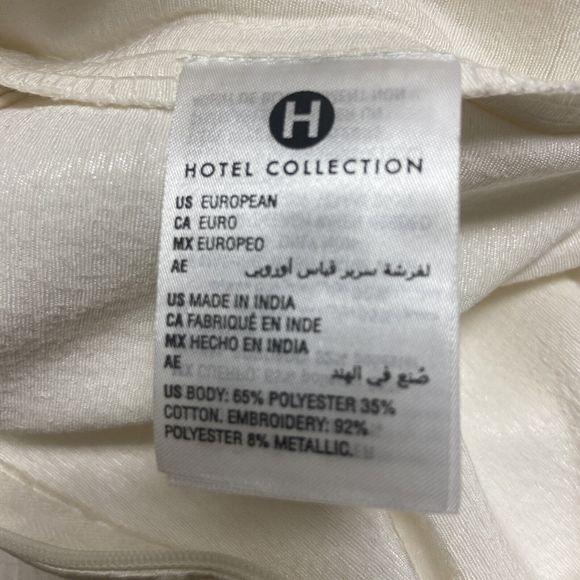 H
HOTEL COLLECTION
US EUROPEAN
CA EURO
MX EUROPEO
AE لفرشة سرير قياس أوروبي
US MADE IN INDIA
CA FABRIQUÉ EN INDE
MX HECHO EN INDIA
AE صُنع في الهند
US BODY: 65% POLYESTER 35%
COTTON. EMBROIDERY: 92%
POLYESTER 8% METALLIC.